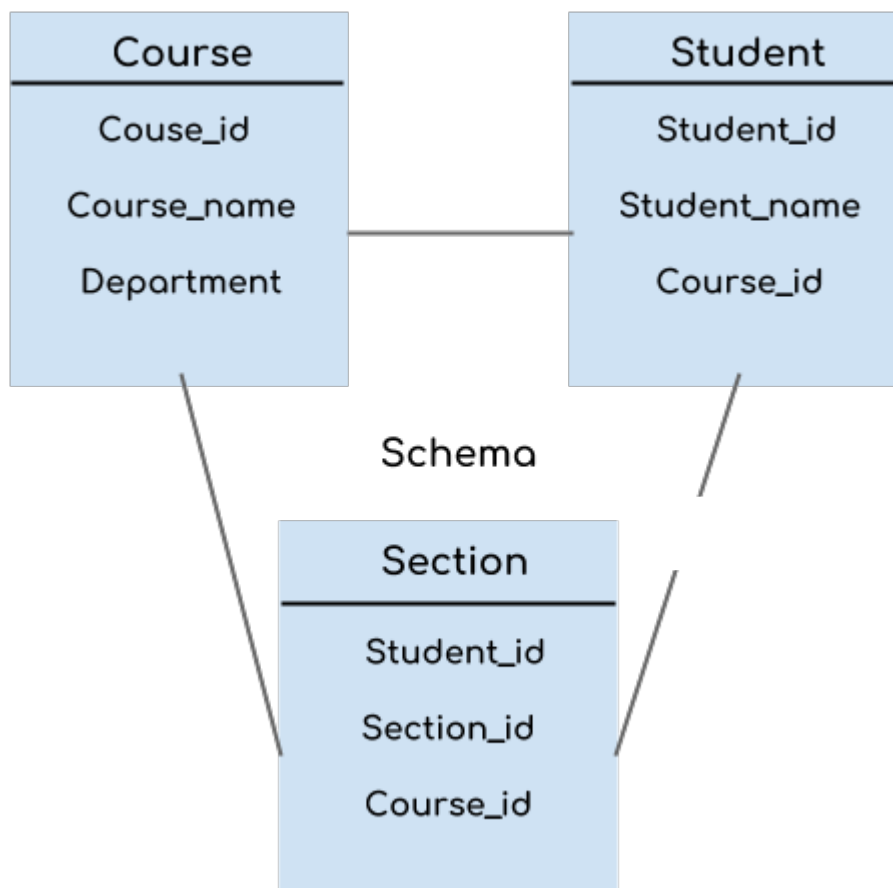 Course
Couse_id
Course_name
Department
Student
Student_id
Student_name
Course_id
Schema
Section
Student_id
Section_id
Course_id